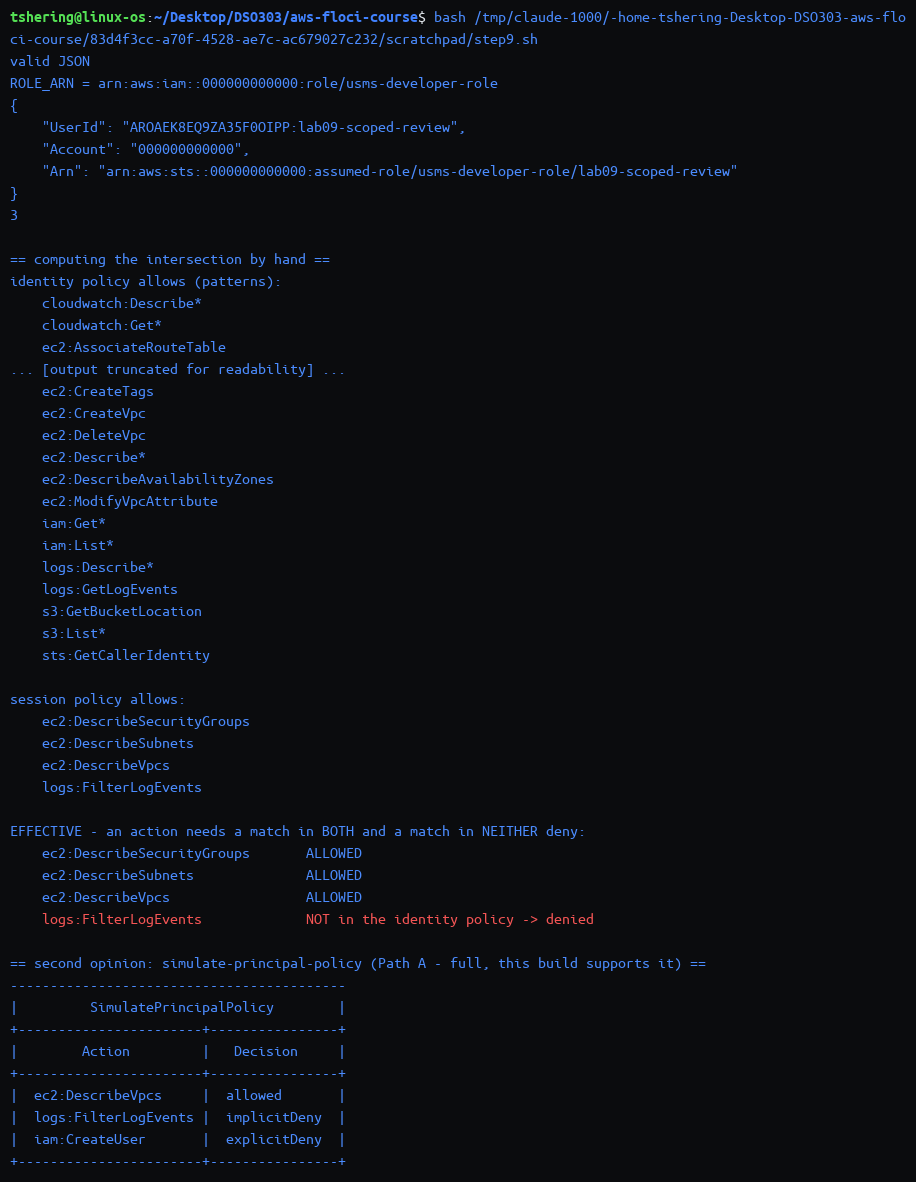 tshering@linux-os:~/Desktop/DSO303/aws-floci-course$ bash /tmp/claude-1000/-home-tshering-Desktop-DSO303-aws-flo
ci-course/83d4f3cc-a70f-4528-ae7c-ac679027c232/scratchpad/step9.sh
valid JSON
ROLE_ARN = arn:aws:iam::000000000000:role/usms-developer-role
{
    "UserId": "AROAEK8EQ9ZA35F0OIPP:lab09-scoped-review",
    "Account": "000000000000",
    "Arn": "arn:aws:sts::000000000000:assumed-role/usms-developer-role/lab09-scoped-review"
}
3

== computing the intersection by hand ==
identity policy allows (patterns):
    cloudwatch:Describe*
    cloudwatch:Get*
    ec2:AssociateRouteTable
... [output truncated for readability] ...
    ec2:CreateTags
    ec2:CreateVpc
    ec2:DeleteVpc
    ec2:Describe*
    ec2:DescribeAvailabilityZones
    ec2:ModifyVpcAttribute
    iam:Get*
    iam:List*
    logs:Describe*
    logs:GetLogEvents
    s3:GetBucketLocation
    s3:List*
    sts:GetCallerIdentity

session policy allows:
    ec2:DescribeSecurityGroups
    ec2:DescribeSubnets
    ec2:DescribeVpcs
    logs:FilterLogEvents

EFFECTIVE - an action needs a match in BOTH and a match in NEITHER deny:
    ec2:DescribeSecurityGroups       ALLOWED
    ec2:DescribeSubnets              ALLOWED
    ec2:DescribeVpcs                 ALLOWED
    logs:FilterLogEvents             NOT in the identity policy -> denied

== second opinion: simulate-principal-policy (Path A - full, this build supports it) ==
------------------------------------------
|         SimulatePrincipalPolicy        |
+-----------------------+----------------+
|        Action         |   Decision     |
+-----------------------+----------------+
|  ec2:DescribeVpcs     |  allowed       |
|  logs:FilterLogEvents |  implicitDeny  |
|  iam:CreateUser       |  explicitDeny  |
+-----------------------+----------------+